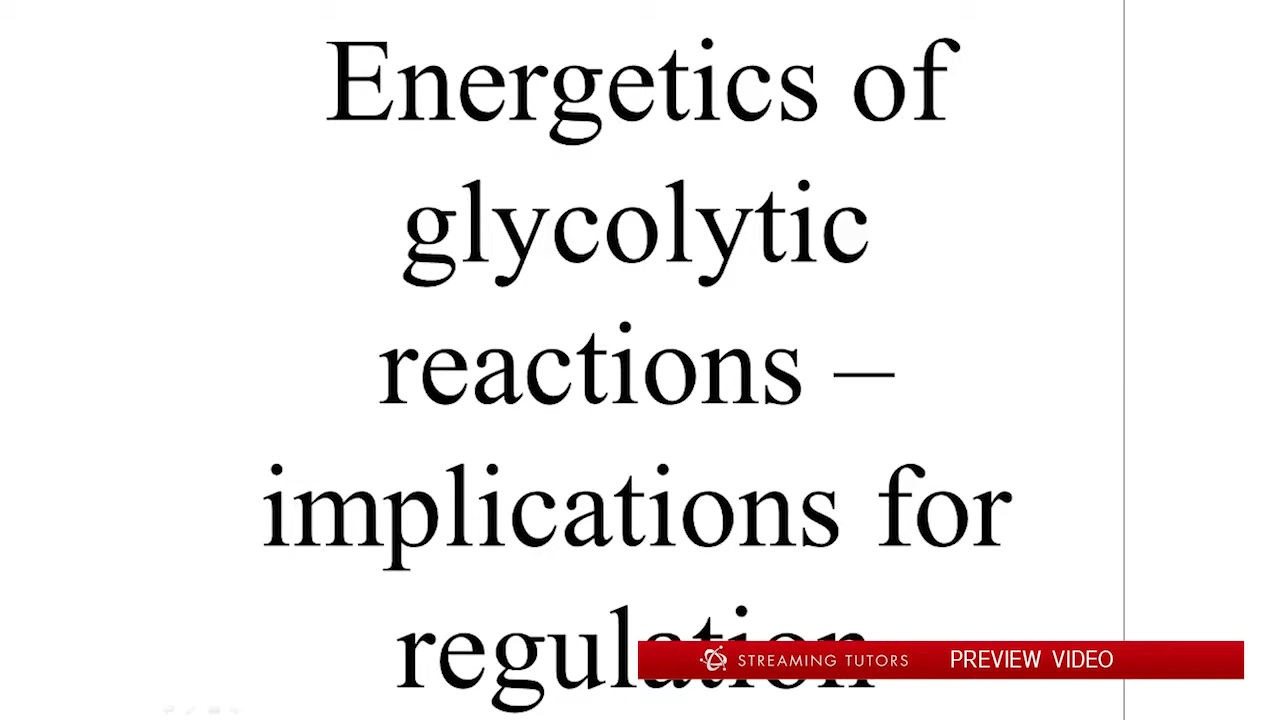 Energetics of
glycolytic
reactions –
implications for
regulation
STREAMING TUTORS PREVIEW VIDEO